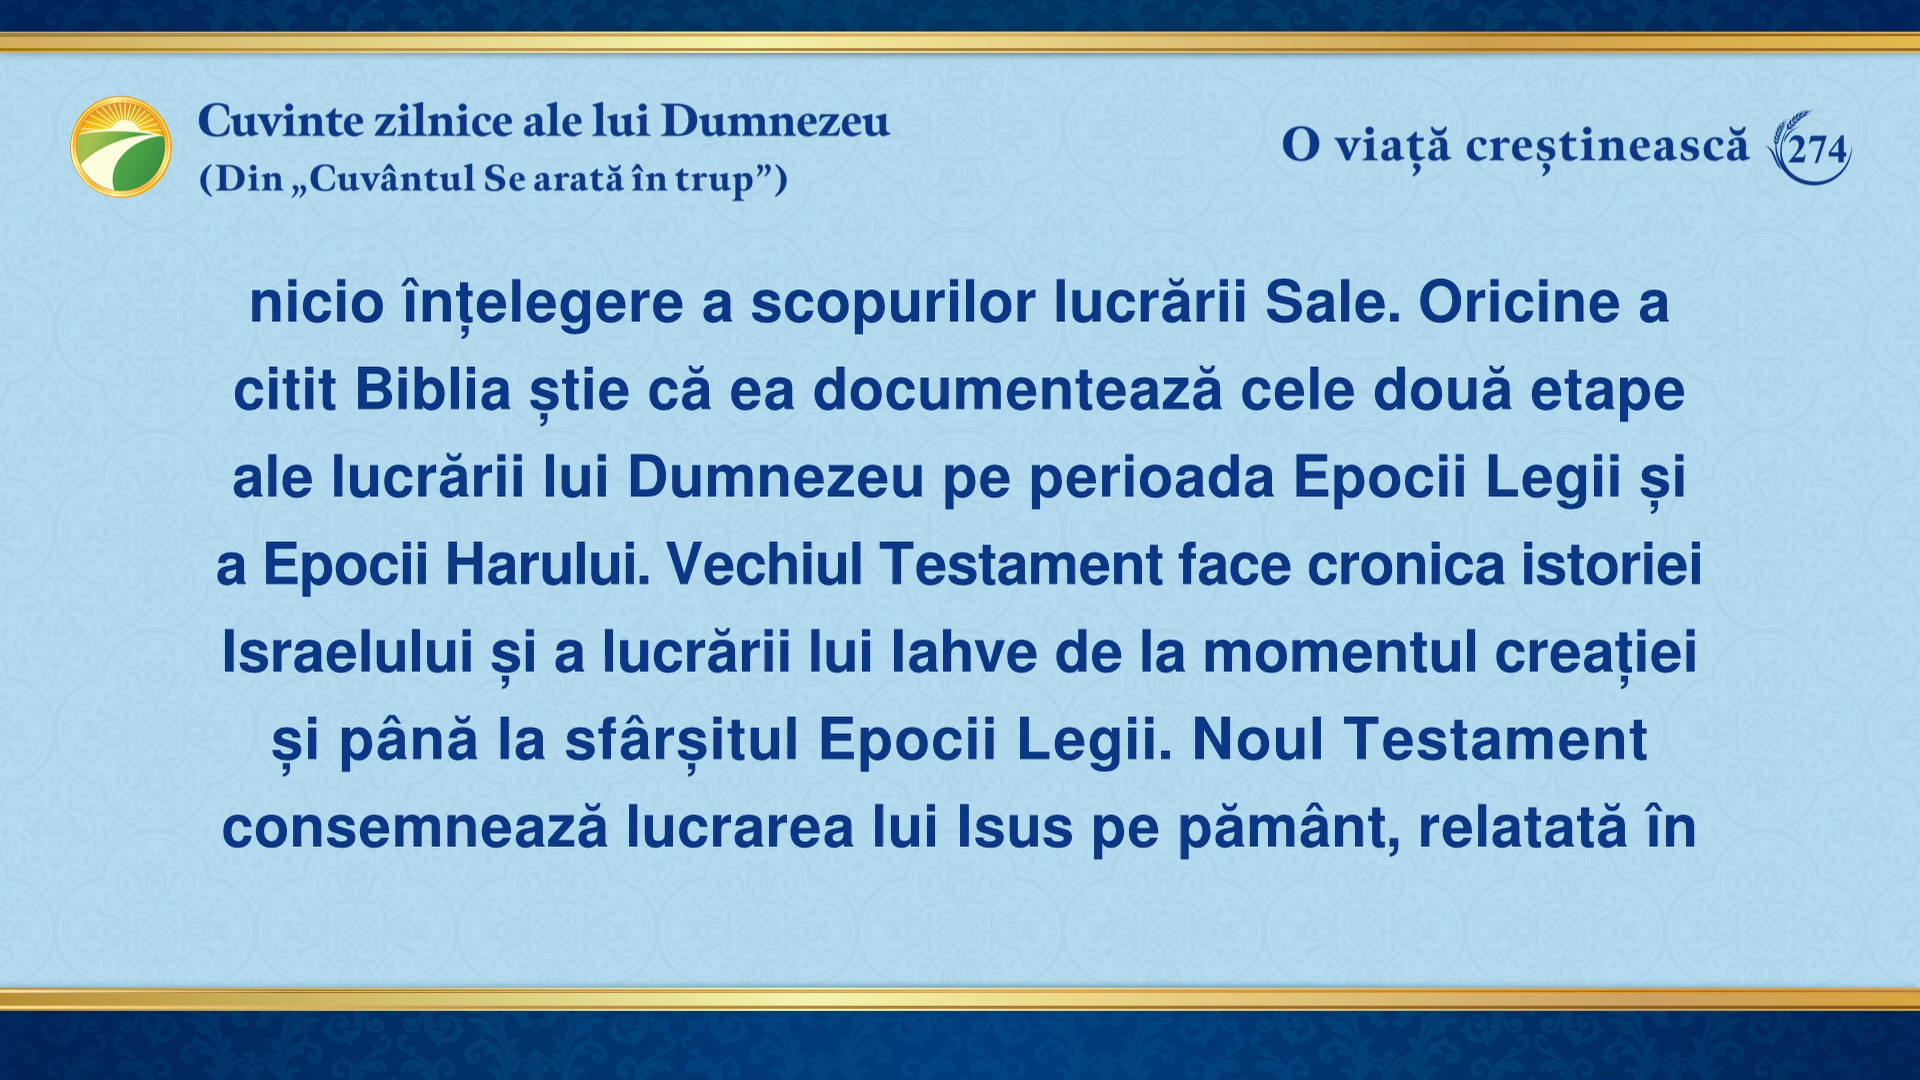 Cuvinte zilnice ale lui Dumnezeu
(Din „Cuvântul Se arată în trup”)
O viață creștinească 274
nicio înțelegere a scopurilor lucrării Sale. Oricine a
citit Biblia știe că ea documentează cele două etape
ale lucrării lui Dumnezeu pe perioada Epocii Legii și
a Epocii Harului. Vechiul Testament face cronica istoriei
Israelului și a lucrării lui Iahve de la momentul creației
și până la sfârșitul Epocii Legii. Noul Testament
consemnează lucrarea lui Isus pe pământ, relatată în